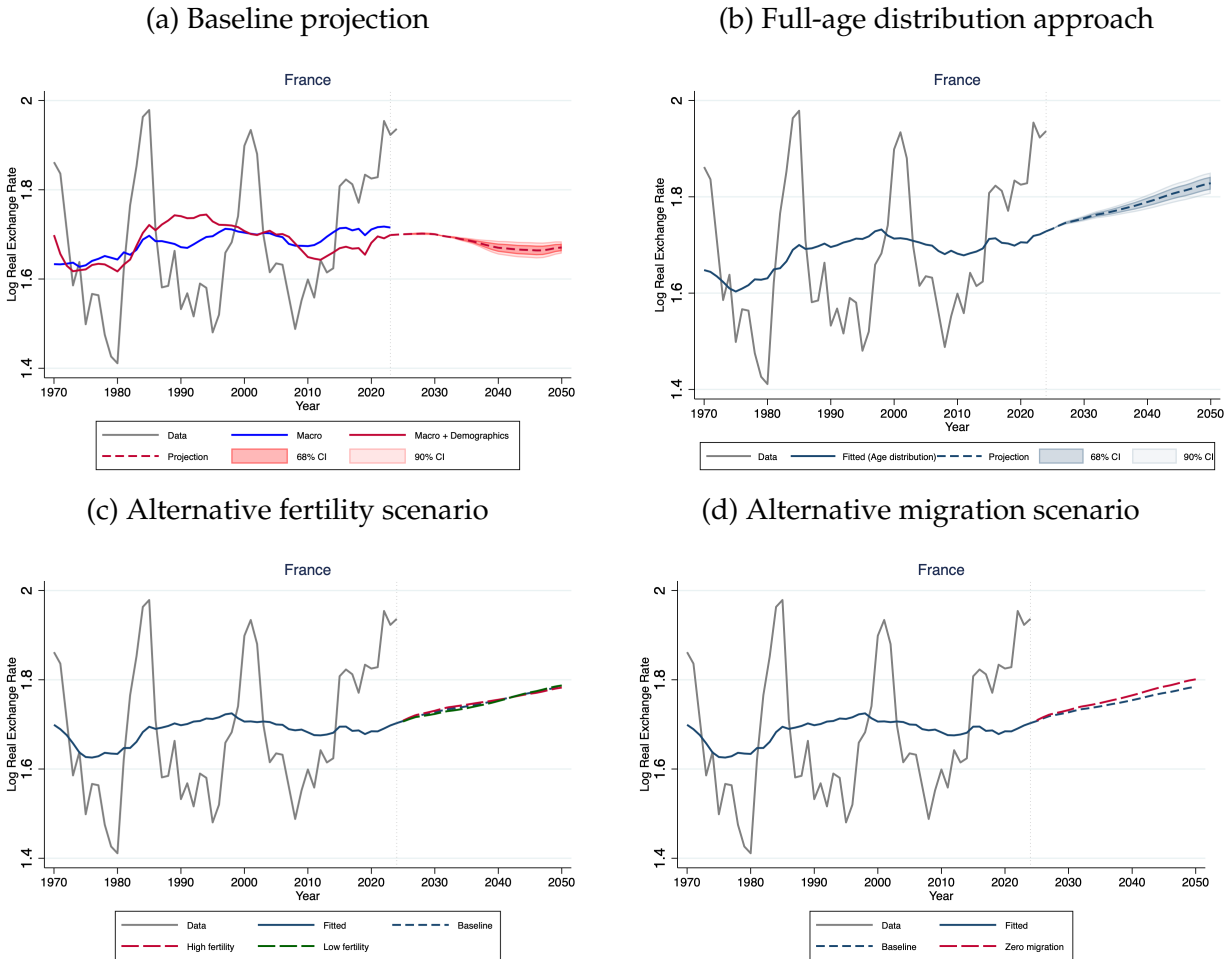 (a) Baseline projection
France
Log Real Exchange Rate
2
1.8
1.6
1.4
1970 1980 1990 2000 2010 2020 2030 2040 2050
Year
Data Macro Macro + Demographics
Projection 68% CI 90% CI
(b) Full-age distribution approach
France
Log Real Exchange Rate
2
1.8
1.6
1.4
1970 1980 1990 2000 2010 2020 2030 2040 2050
Year
Data Fitted (Age distribution) Projection 68% CI 90% CI
(c) Alternative fertility scenario
France
Log Real Exchange Rate
2
1.8
1.6
1.4
1970 1980 1990 2000 2010 2020 2030 2040 2050
Year
Data Fitted Baseline
High fertility Low fertility
(d) Alternative migration scenario
France
Log Real Exchange Rate
2
1.8
1.6
1.4
1970 1980 1990 2000 2010 2020 2030 2040 2050
Year
Data Fitted
Baseline Zero migration